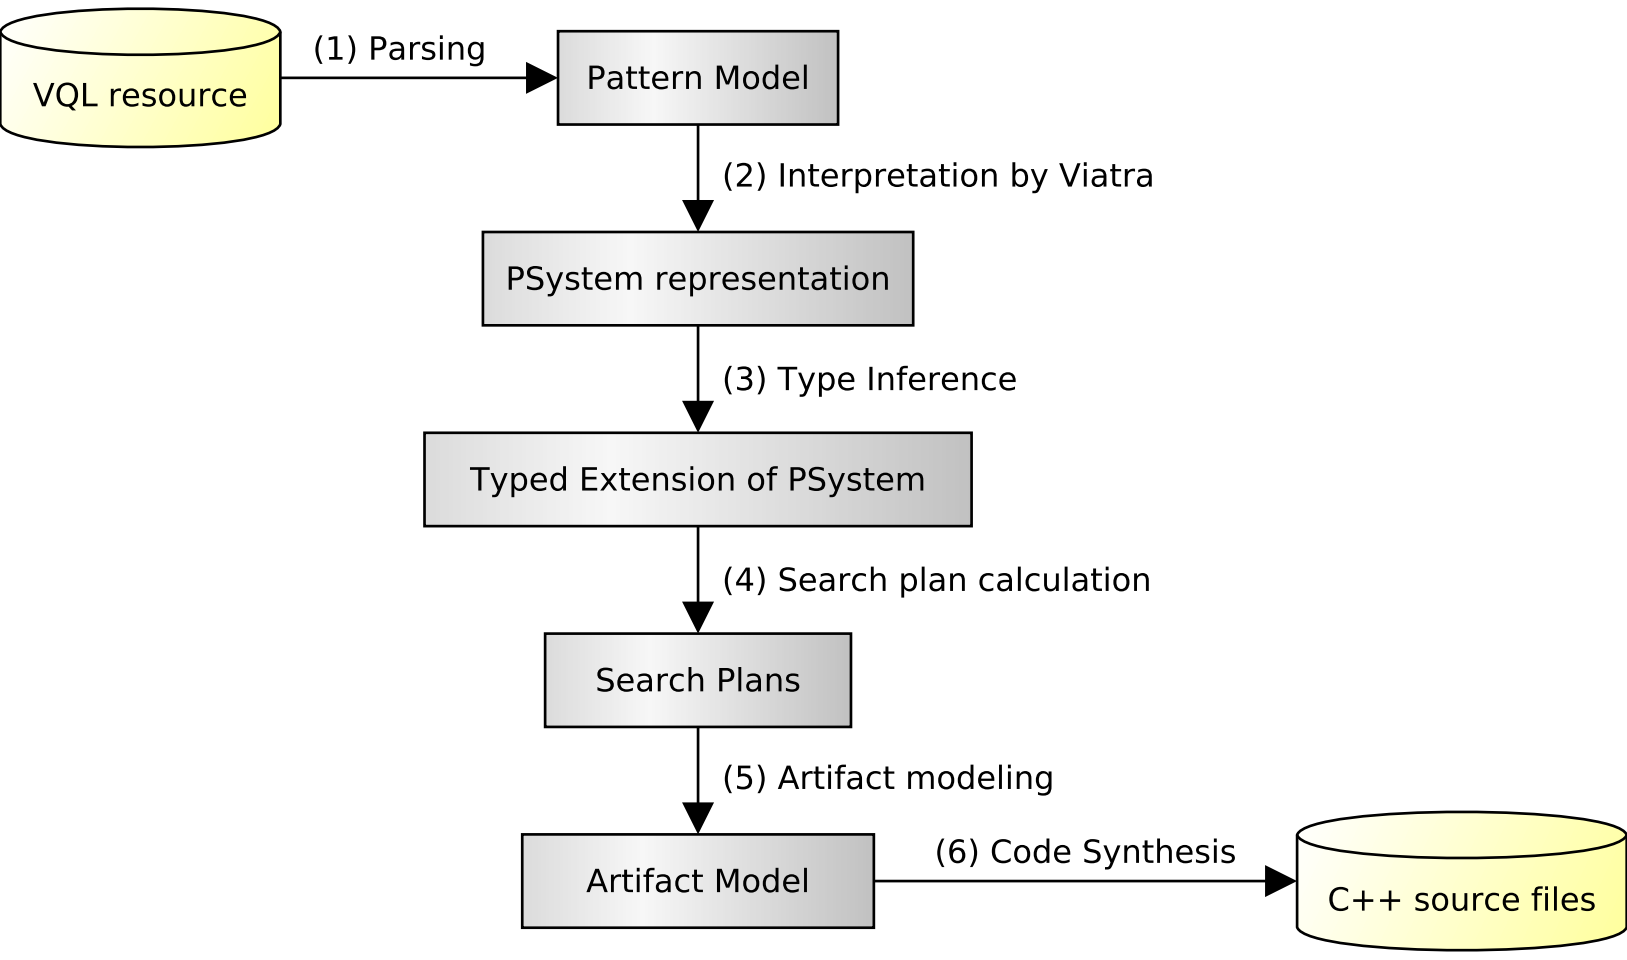 VQL resource
(1) Parsing
Pattern Model
(2) Interpretation by Viatra
PSystem representation
(3) Type Inference
Typed Extension of PSystem
(4) Search plan calculation
Search Plans
(5) Artifact modeling
Artifact Model
(6) Code Synthesis
C++ source files